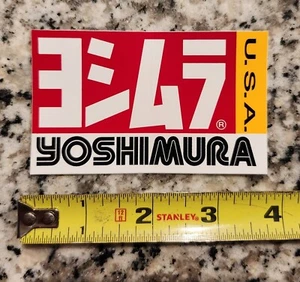 ヨシムラ
®
U.S.A.
YOSHIMURA
1 2 STANLEY® 3 4